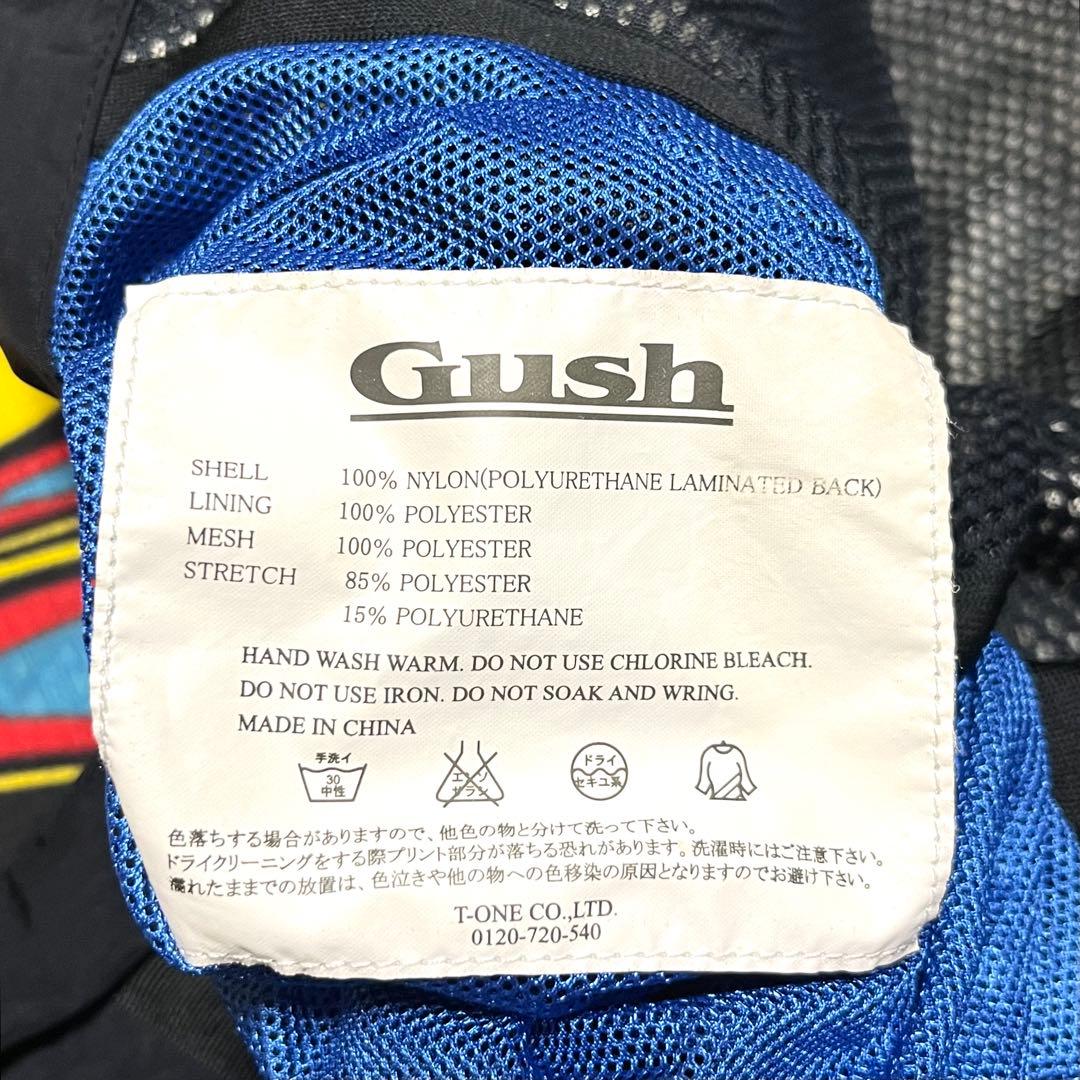 Gush
SHELL 100% NYLON(POLYURETHANE LAMINATED BACK)
LINING 100% POLYESTER
MESH 100% POLYESTER
STRETCH 85% POLYESTER
15% POLYURETHANE
HAND WASH WARM. DO NOT USE CHLORINE BLEACH.
DO NOT USE IRON. DO NOT SOAK AND WRING.
MADE IN CHINA
手洗イ
30
中性
エンソ
サラシ
ドライ
セキユ系
色落ちする場合がありますので、他色の物と分けて洗って下さい。
ドライクリーニングをする際プリント部分が落ちる恐れがあります。洗濯時にはご注意下さい。
濡れたままでの放置は、色泣きや他の物への色移染の原因となりますのでお避け下さい。
T-ONE CO.,LTD.
0120-720-540